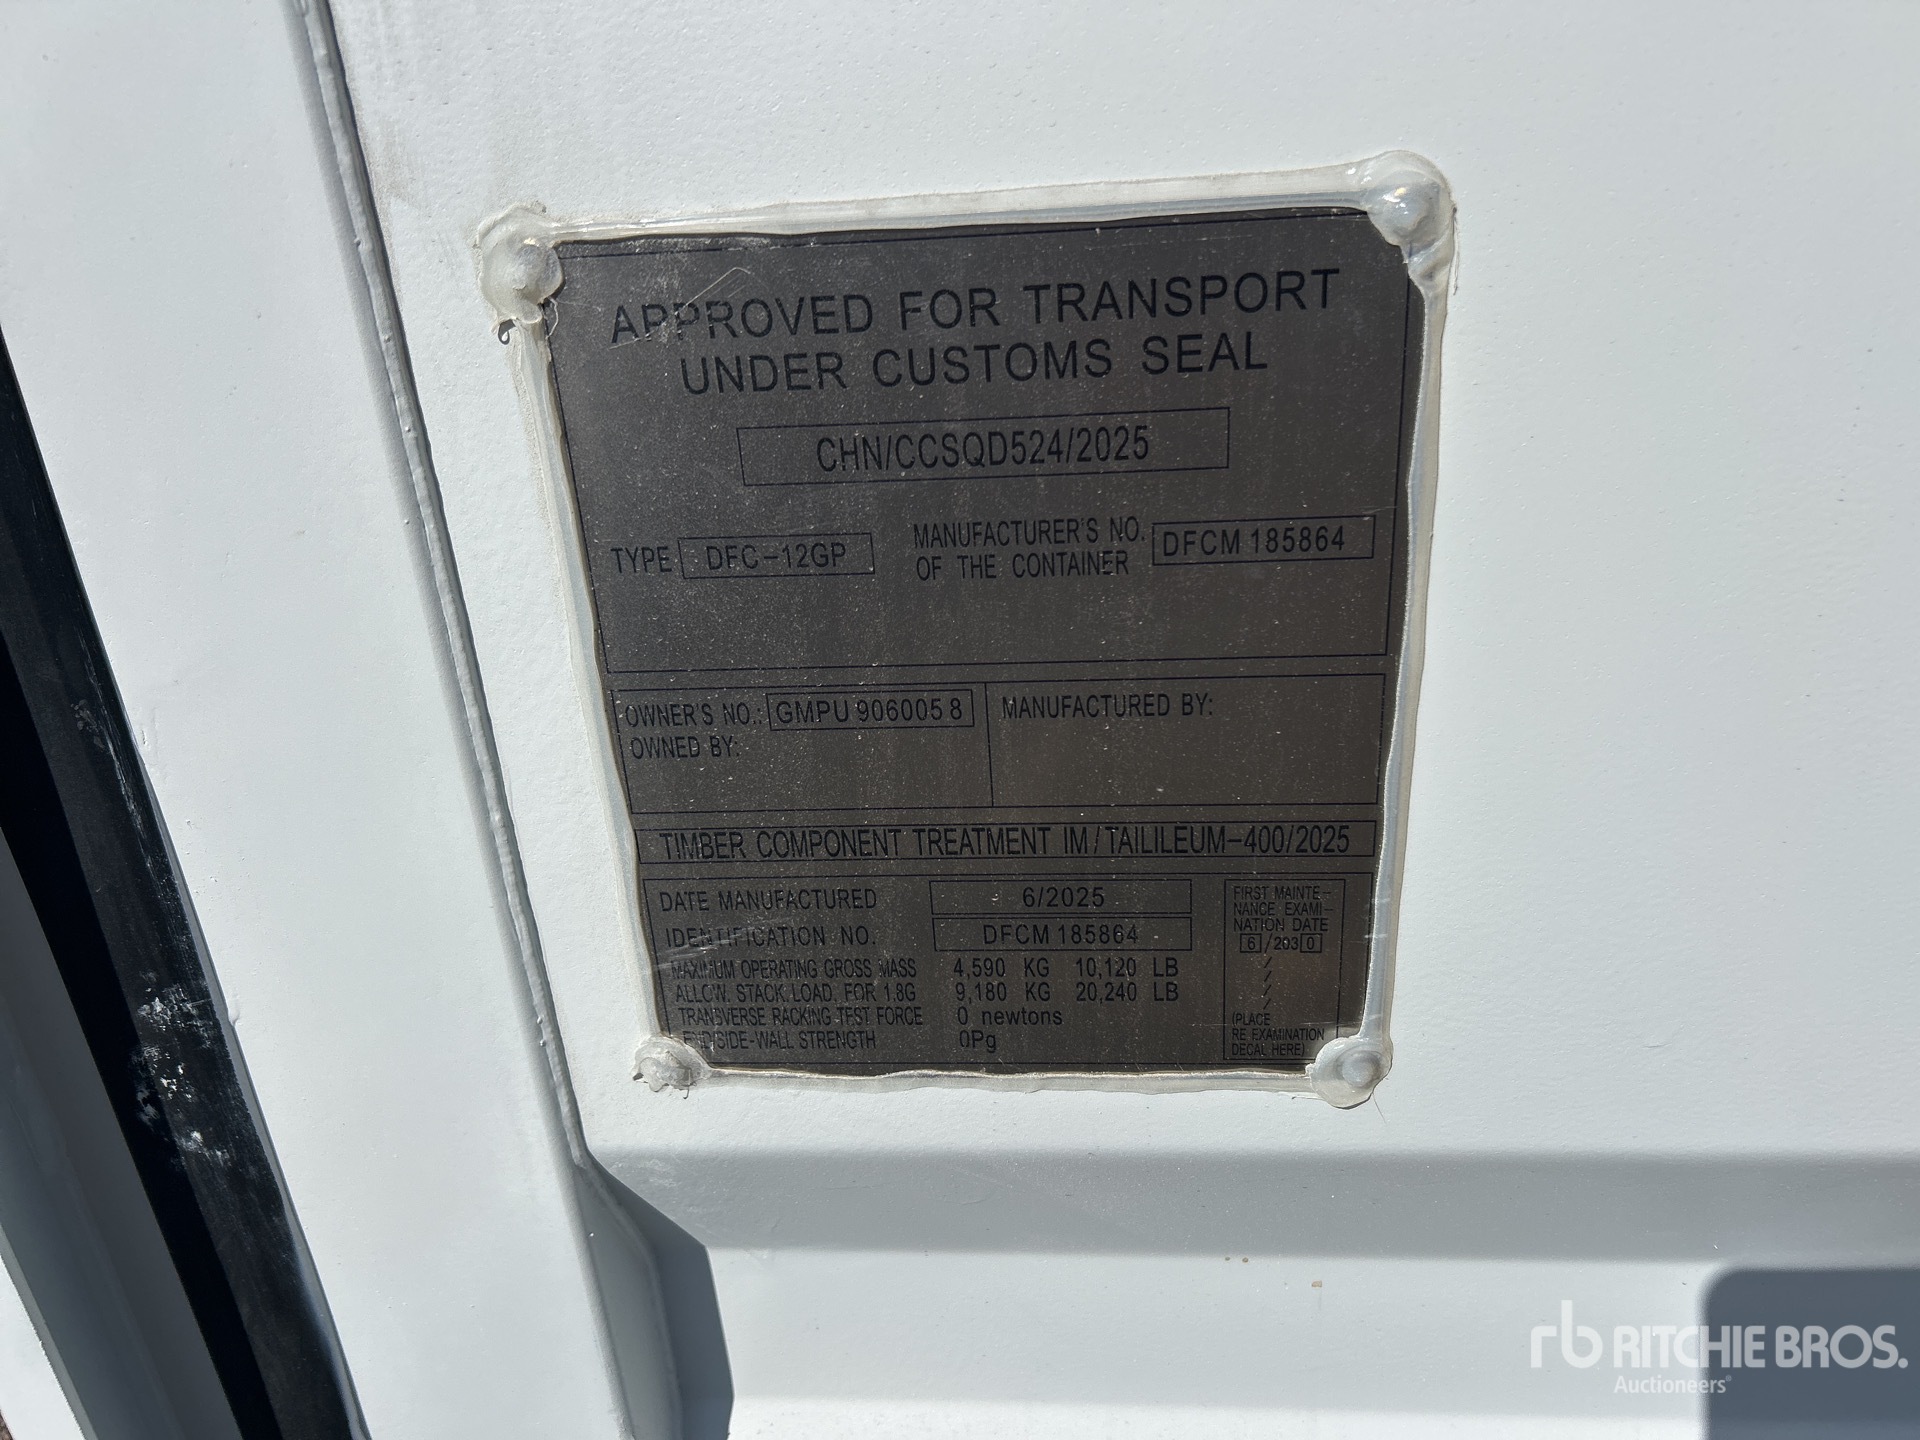 APPROVED FOR TRANSPORT
UNDER CUSTOMS SEAL
CHN/CCSQD524/2025
TYPE DFC-12GP
MANUFACTURER'S NO.
OF THE CONTAINER
DFCM 185864
OWNER'S NO.: GMPU 906005 8
OWNED BY:
MANUFACTURED BY:
TIMBER COMPONENT TREATMENT IM/TAILILEUM-400/2025
DATE MANUFACTURED 6/2025
IDENTIFICATION NO. DFCM 185864
MAXIMUM OPERATING GROSS MASS 4,590 KG 10,120 LB
ALLOW. STACK. LOAD. FOR 1.8G 9,180 KG 20,240 LB
TRANSVERSE RACKING TEST FORCE 0 newtons
END/SIDE-WALL STRENGTH 0Pg
FIRST MAINTE-
NANCE EXAMI-
NATION DATE
6/2030
/
/
/
(PLACE
RE EXAMINATION
DECAL HERE)
rb RITCHIE BROS.
Auctioneers